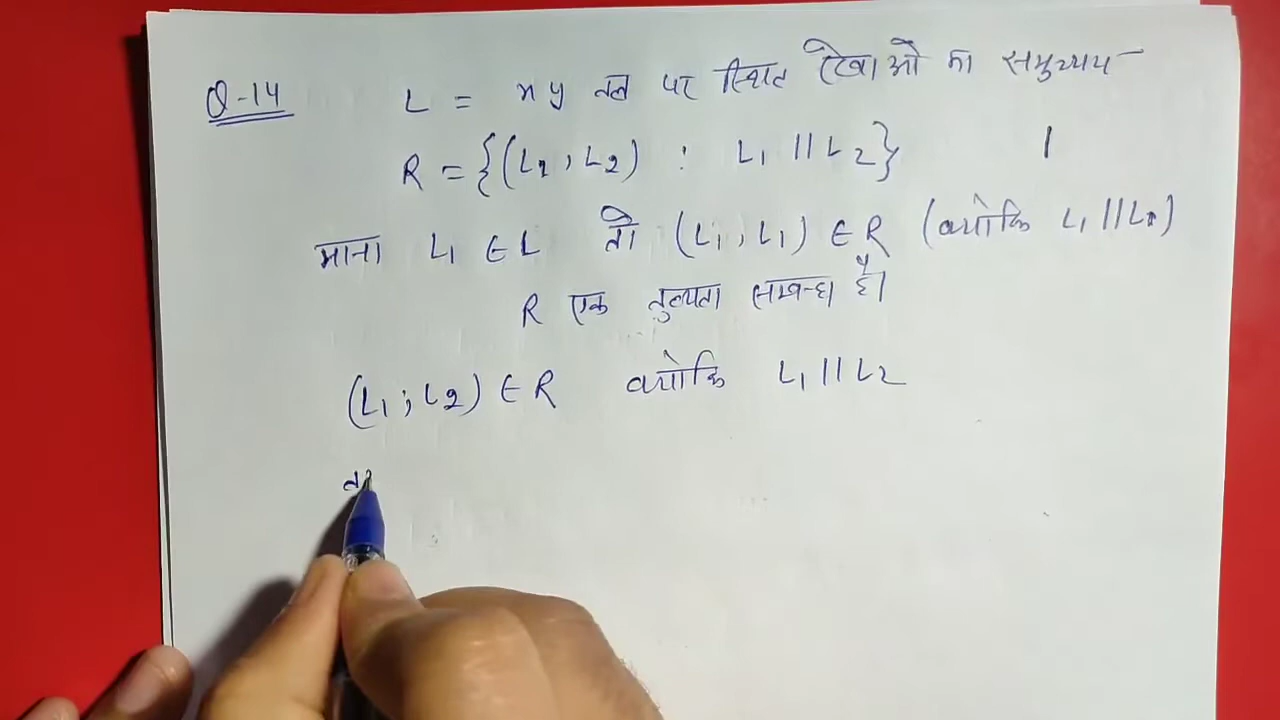 Q-14 L = x y तल पर स्थित रेखाओं का समुच्चय
R = {(L1, L2) : L1 || L2}
माना L1 ∈ L तो (L1, L1) ∈ R (क्योकि L1 || L1)
R एक तुल्यता सम्बन्ध है।
(L1, L2) ∈ R क्योकि L1 || L2